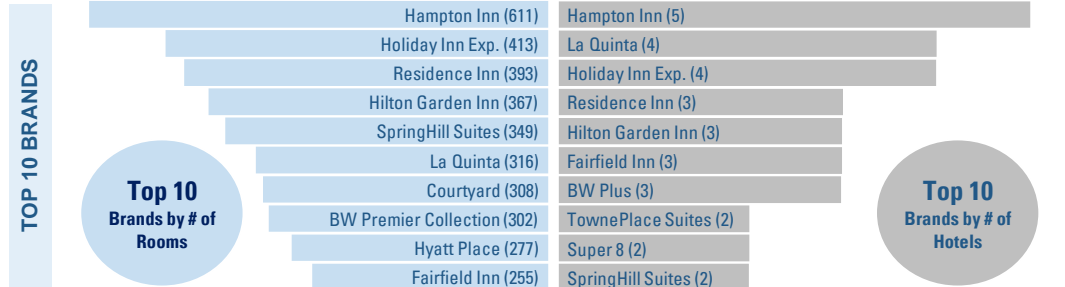 TOP 10 BRANDS
Hampton Inn (611)
Holiday Inn Exp. (413)
Residence Inn (393)
Hilton Garden Inn (367)
SpringHill Suites (349)
La Quinta (316)
Courtyard (308)
BW Premier Collection (302)
Hyatt Place (277)
Fairfield Inn (255)
Top 10
Brands by # of
Rooms
Hampton Inn (5)
La Quinta (4)
Holiday Inn Exp. (4)
Residence Inn (3)
Hilton Garden Inn (3)
Fairfield Inn (3)
BW Plus (3)
TownePlace Suites (2)
Super 8 (2)
SpringHill Suites (2)
Top 10
Brands by # of
Hotels